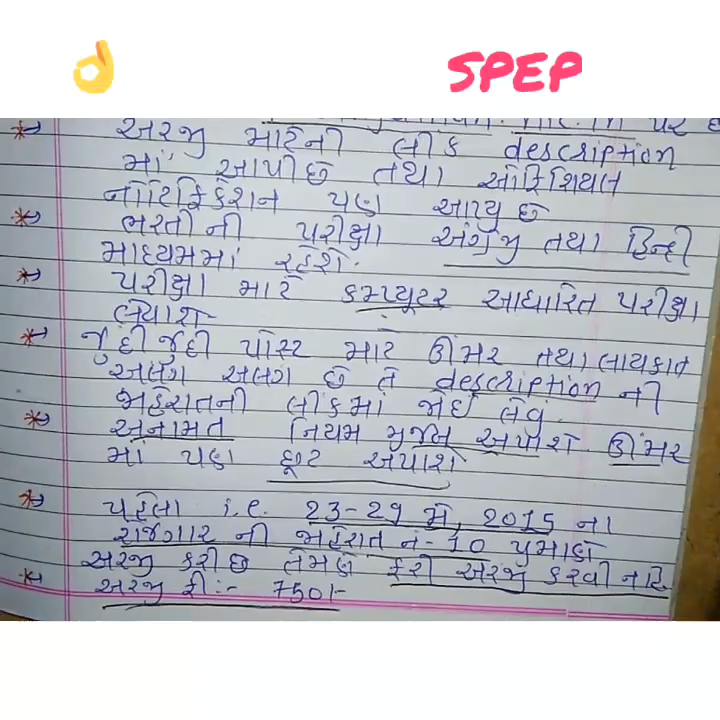 SPEP
પર છે
અરજી માટેની લીંક description
માં આપી છે તથા ઓફિશિયલ
નોટિફિકેશન પણ આપ્યુ છે
ભરતી ની પરીક્ષા અંગ્રેજી તથા હિન્દી
માધ્યમમાં રહેશે.
પરીક્ષા માટે કમ્પ્યૂટર આધારિત પરીક્ષા
લેવાશે
જુદી જુદી પોસ્ટ માટે ઊંમર તથા લાયકાત
અલગ અલગ છે તે description ની
જાહેરાતની લીંકમાં જોઈ લેવું.
અનામત નિયમ મુજબ અપાશે ઊંમર
માં પણ છૂટ અપાશે
પહેલા i.e. 23-29 મે, 2015 ના
રોજગાર ની જાહેરાત નં-10 પ્રમાણે
અરજી કરી છે તેમણે ફરી અરજી કરવી નહિ
અરજી ફી:- 750/-